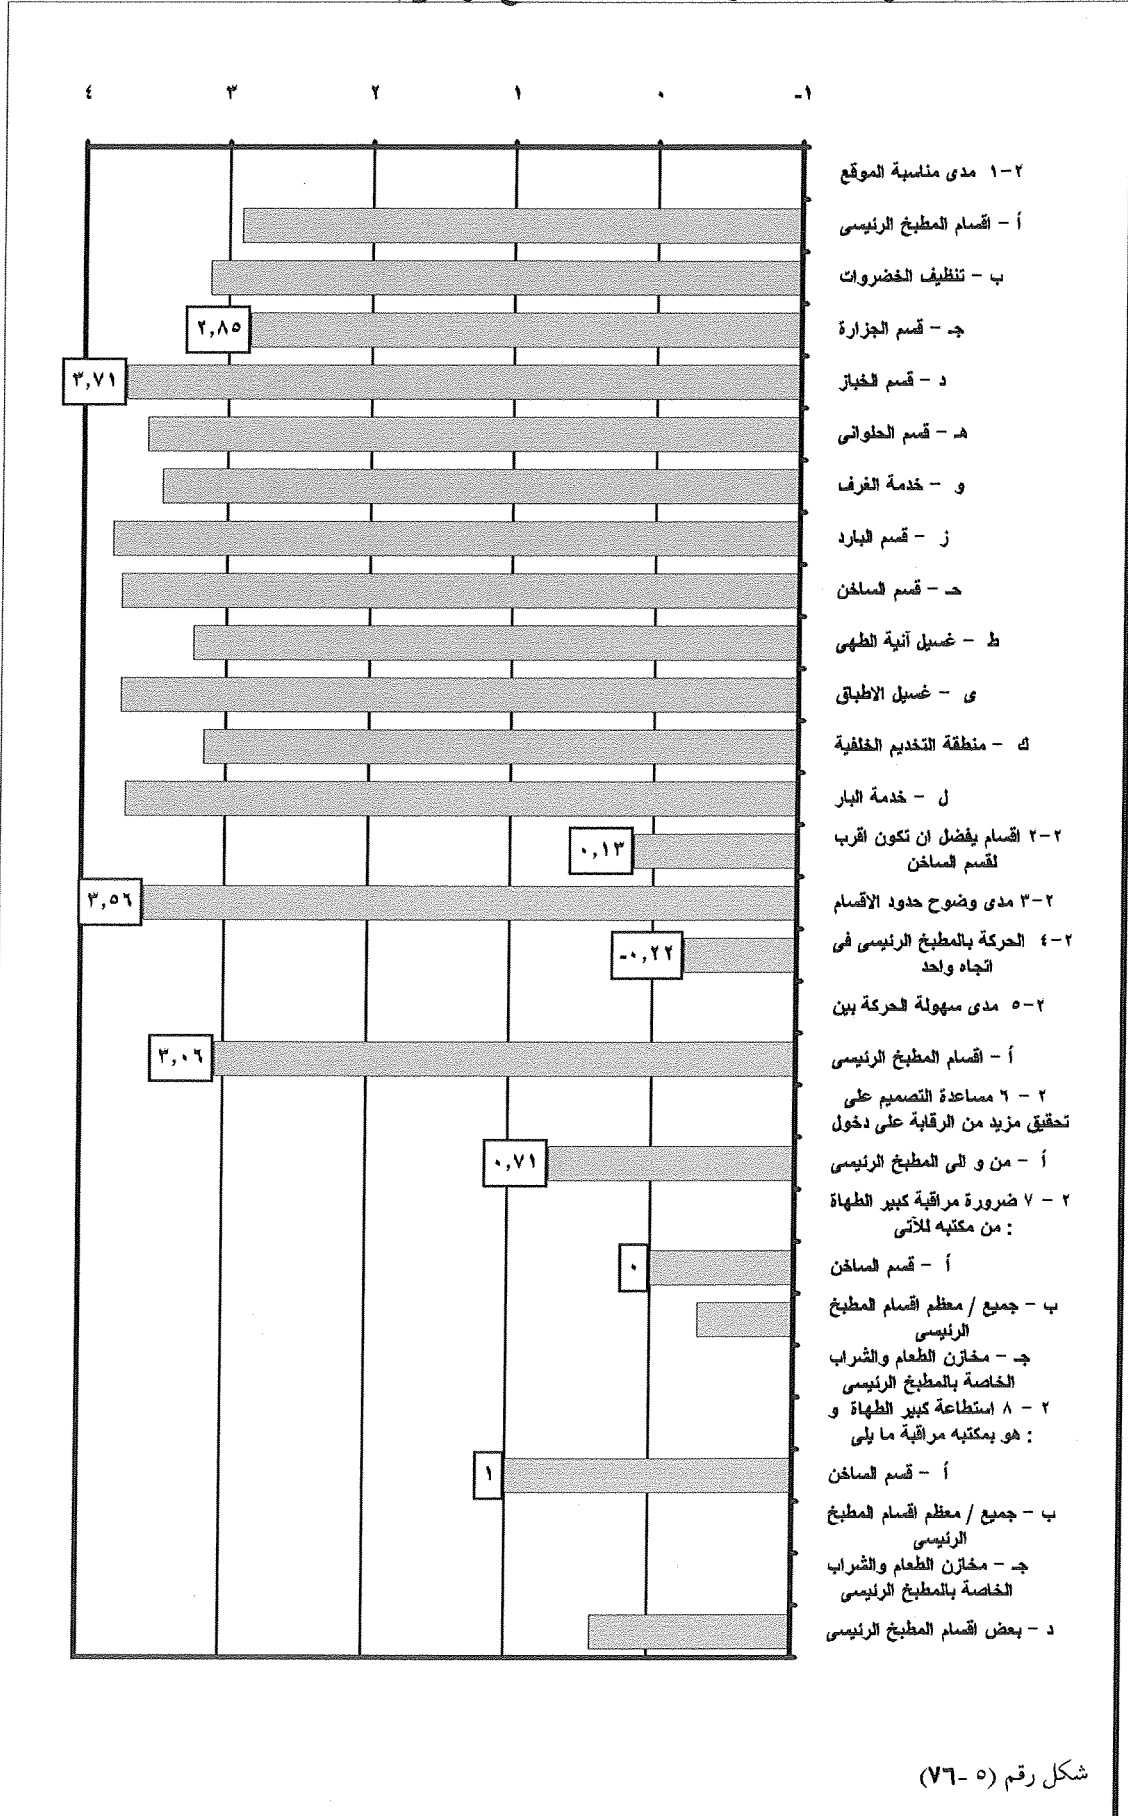 ٤ ٣ ٢ ١ ٠ -١
٢-١ مدى مناسبة الموقع
أ - اقسام المطبخ الرئيسى
ب - تنظيف الخضروات
جـ - قسم الجزارة
٢,٨٥
د - قسم الخباز
٣,٧١
هـ - قسم الحلوانى
و - خدمة الغرف
ز - قسم البارد
حـ - قسم الساخن
ط - غسيل آنية الطهى
ى - غسيل الاطباق
ك - منطقة التخديم الخلفية
ل - خدمة البار
٢-٢ اقسام يفضل ان تكون اقرب
لقسم الساخن
٠,١٣
٢-٣ مدى وضوح حدود الاقسام
٣,٥٦
٢-٤ الحركة بالمطبخ الرئيسى فى
اتجاه واحد
-٠,٢٢
٢-٥ مدى سهولة الحركة بين
أ - اقسام المطبخ الرئيسى
٣,٠٦
٢ - ٦ مساعدة التصميم على
تحقيق مزيد من الرقابة على دخول
أ - من و الى المطبخ الرئيسى
٠,٧١
٢ - ٧ ضرورة مراقبة كبير الطهاة
من مكتبه للآتى :
أ - قسم الساخن
٠
ب - جميع / معظم اقسام المطبخ
الرئيسى
جـ - مخازن الطعام والشراب
الخاصة بالمطبخ الرئيسى
٢ - ٨ استطاعة كبير الطهاة و
هو بمكتبه مراقبة ما يلى :
أ - قسم الساخن
١
ب - جميع / معظم اقسام المطبخ
الرئيسى
جـ - مخازن الطعام والشراب
الخاصة بالمطبخ الرئيسى
د - بعض اقسام المطبخ الرئيسى
شكل رقم (٥ -٧٦)